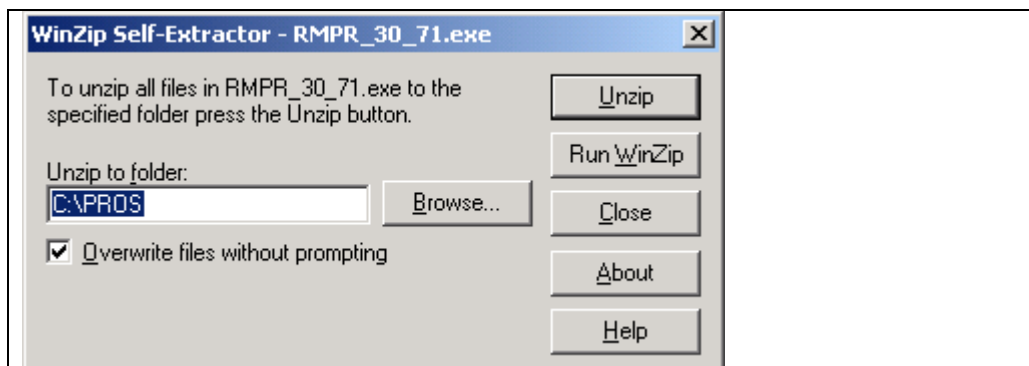 WinZip Self-Extractor - RMPR_30_71.exe
To unzip all files in RMPR_30_71.exe to the
specified folder press the Unzip button.
Unzip to folder:
C:\PROS
Browse...
Overwrite files without prompting
Unzip
Run WinZip
Close
About
Help